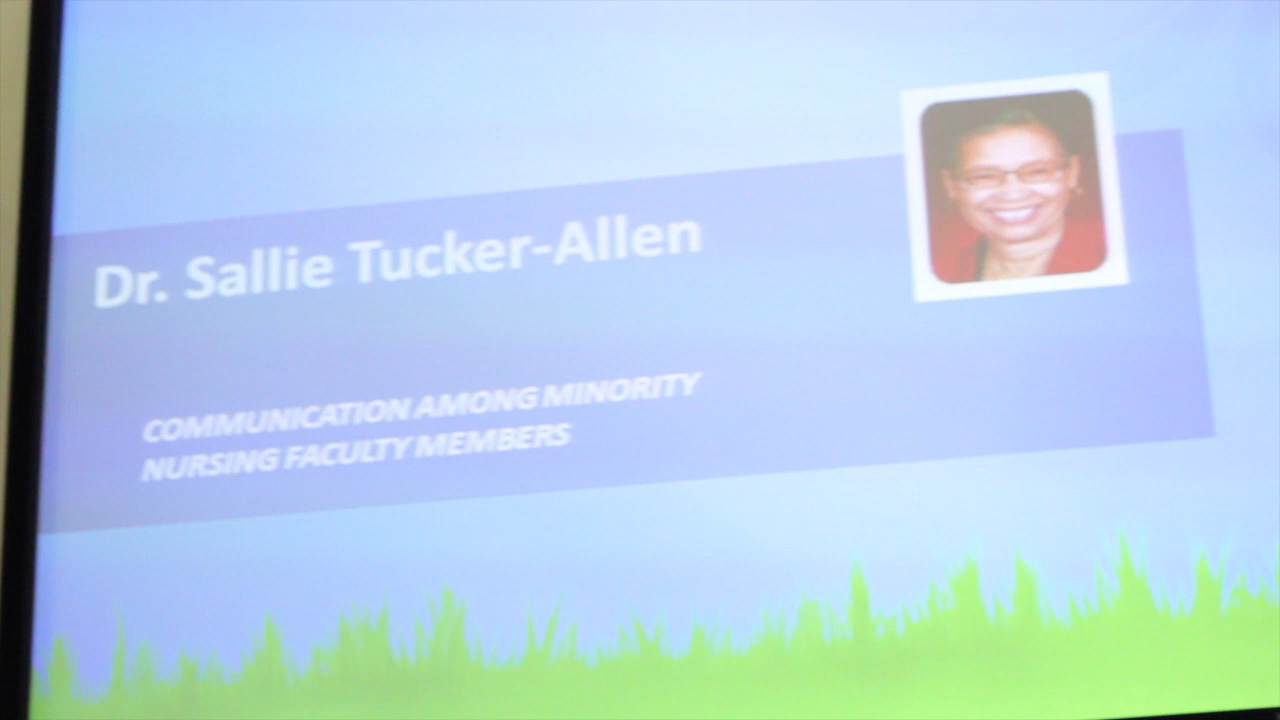 Dr. Sallie Tucker-Allen
COMMUNICATION AMONG MINORITY
NURSING FACULTY MEMBERS